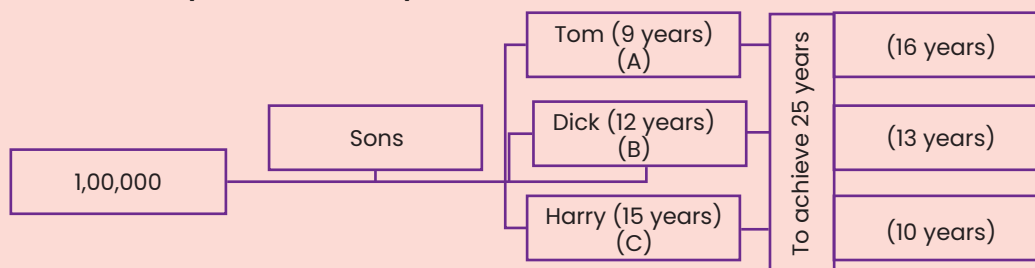 1,00,000
Sons
Tom (9 years)
(A)
Dick (12 years)
(B)
Harry (15 years)
(C)
To achieve 25 years
(16 years)
(13 years)
(10 years)